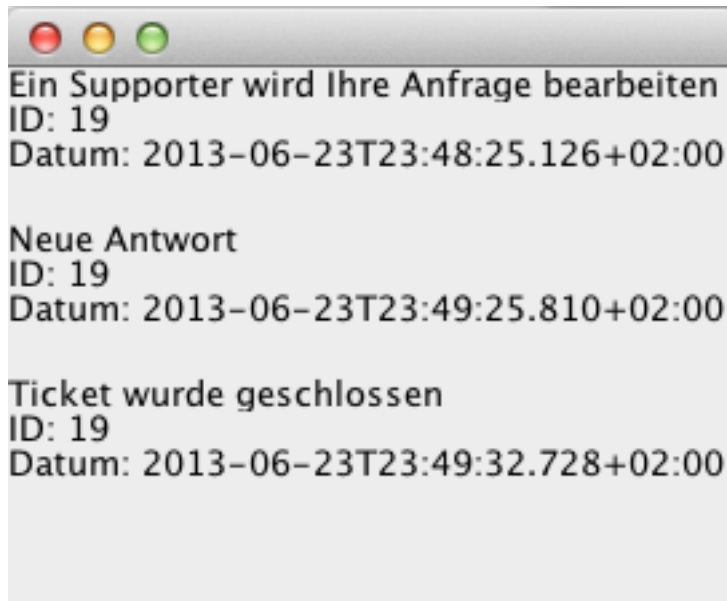 Ein Supporter wird Ihre Anfrage bearbeiten
ID: 19
Datum: 2013-06-23T23:48:25.126+02:00
Neue Antwort
ID: 19
Datum: 2013-06-23T23:49:25.810+02:00
Ticket wurde geschlossen
ID: 19
Datum: 2013-06-23T23:49:32.728+02:00